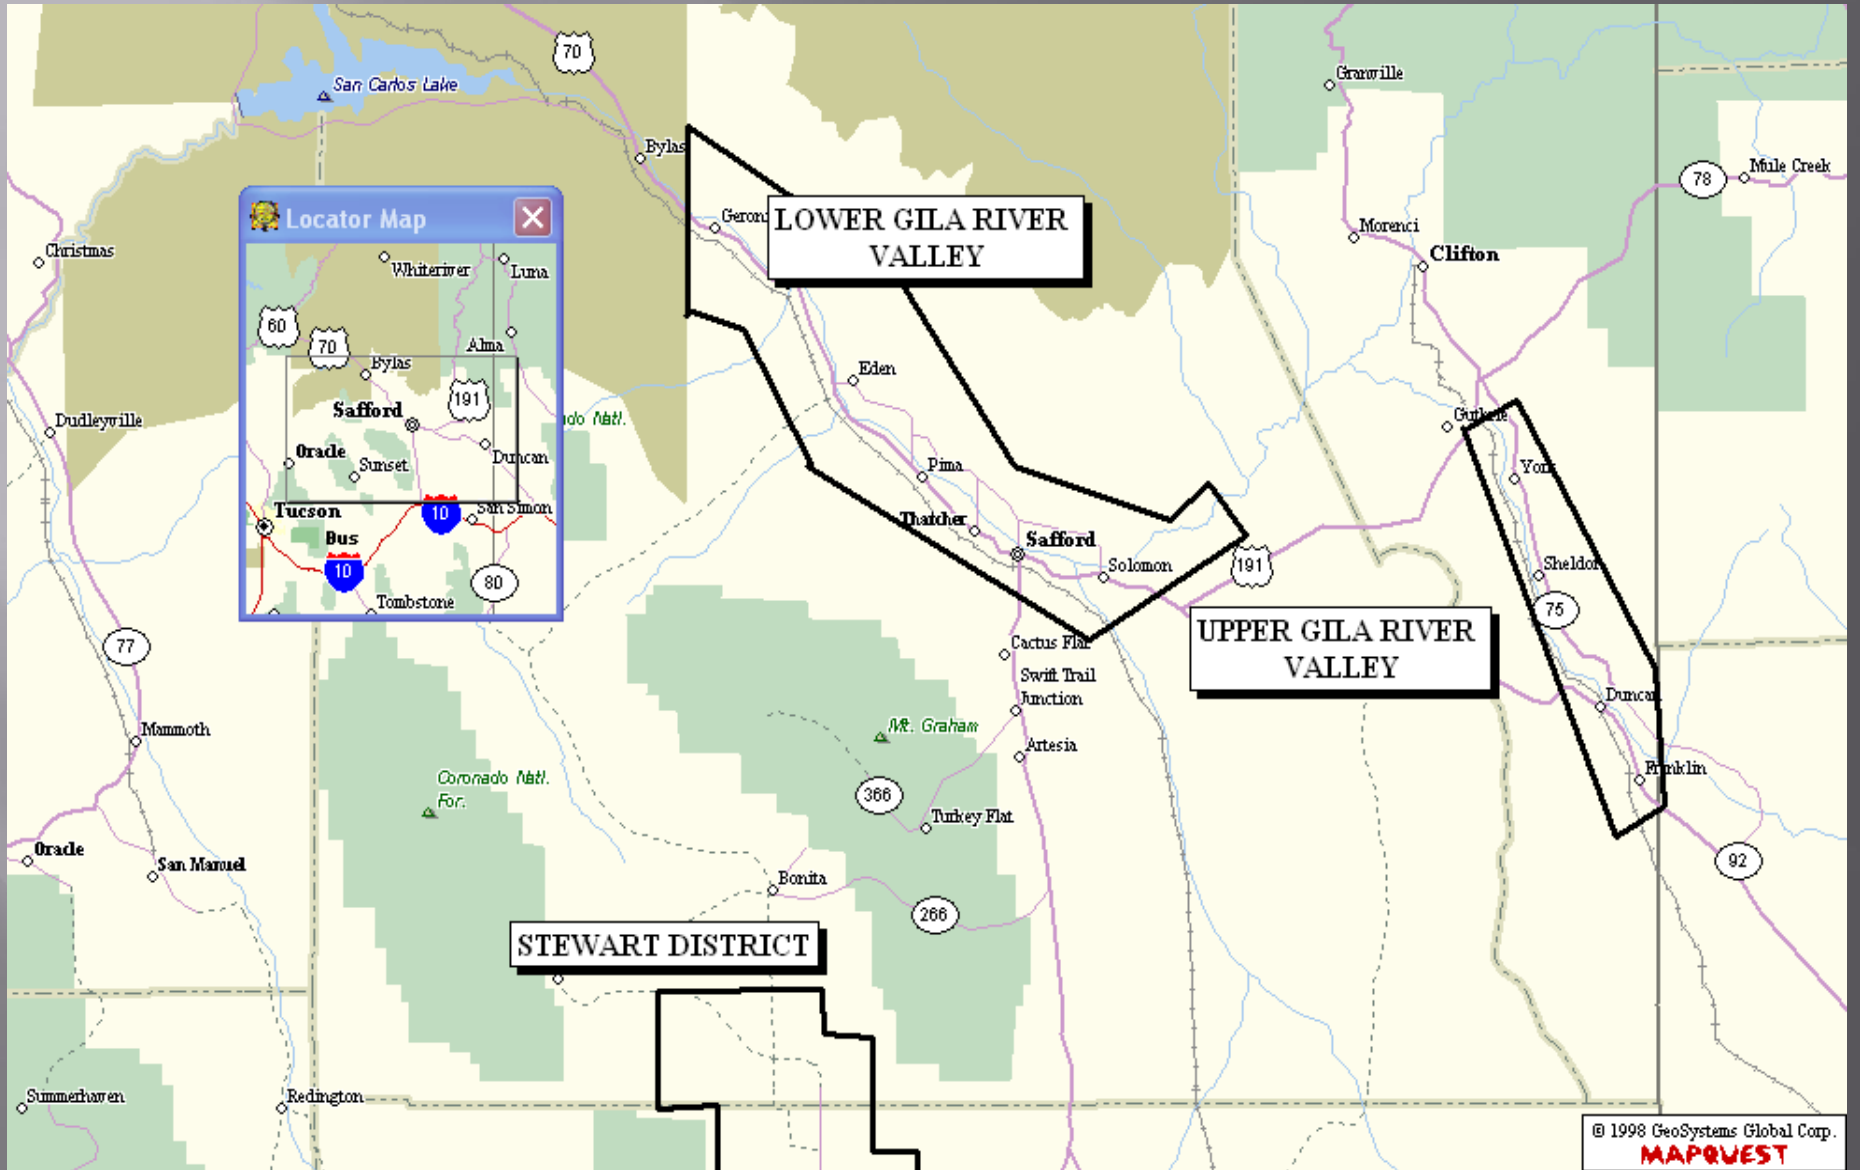 70
San Carlos Lake
Granville
Bylas
78
Mule Creek
Locator Map
LOWER GILA RIVER
VALLEY
Morenci
Christmas
Clifton
Whiteriver
Luna
60
70
Alma
Bylas
191
Safford
Oracle
Sunset
Duncan
Tucson
10
San Simon
Bus
10
80
Tombstone
Natl.
Eden
Dudleyville
Pima
York
Thatcher
Safford
Solomon
191
Sheldon
75
UPPER GILA RIVER
VALLEY
77
Cactus Flat
Swift Trail
Junction
Duncan
Mt. Graham
Mammoth
Artesia
Franklin
Coronado Natl.
For.
366
Turkey Flat
Oracle
San Manuel
92
Bonita
266
STEWART DISTRICT
Summerhaven
Redington
© 1998 GeoSystems Global Corp.
MAPQUEST